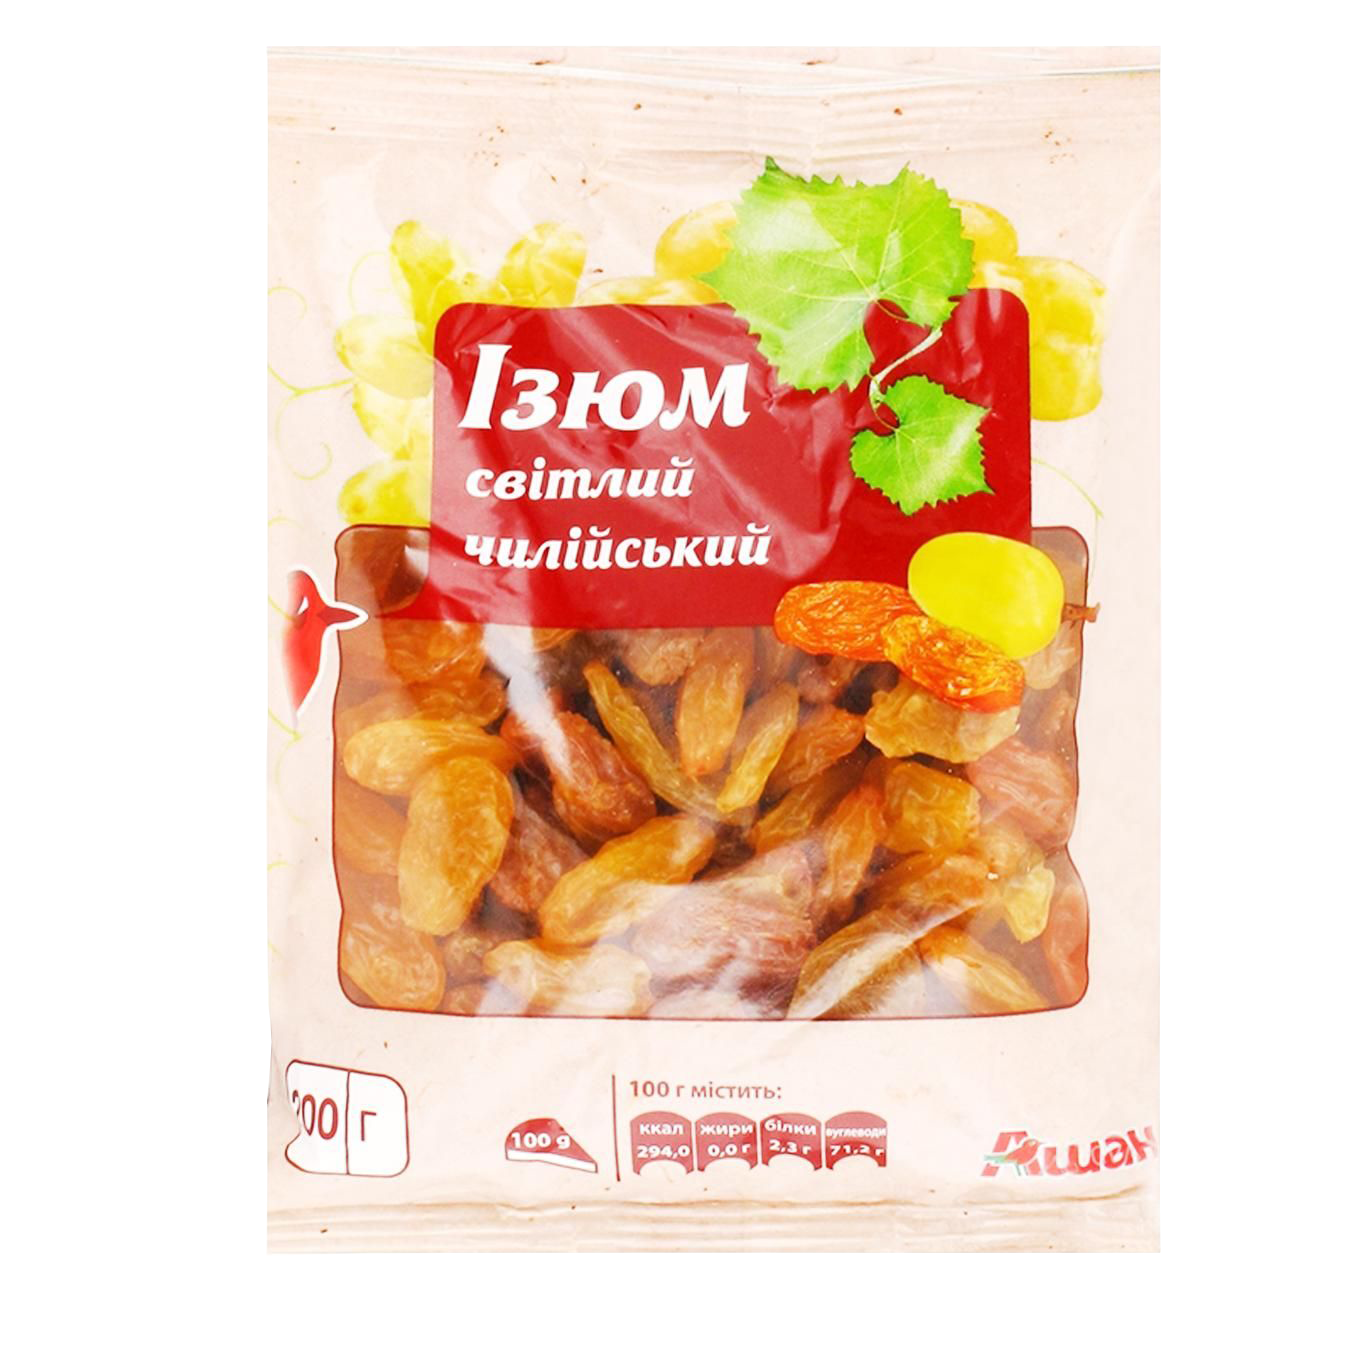 Ізюм
світлий
чилійський
200 г
100 g
100 г містить:
ккал жири білки вуглеводи
294,0 0,0 г 2,3 г 71,2 г
Ашан